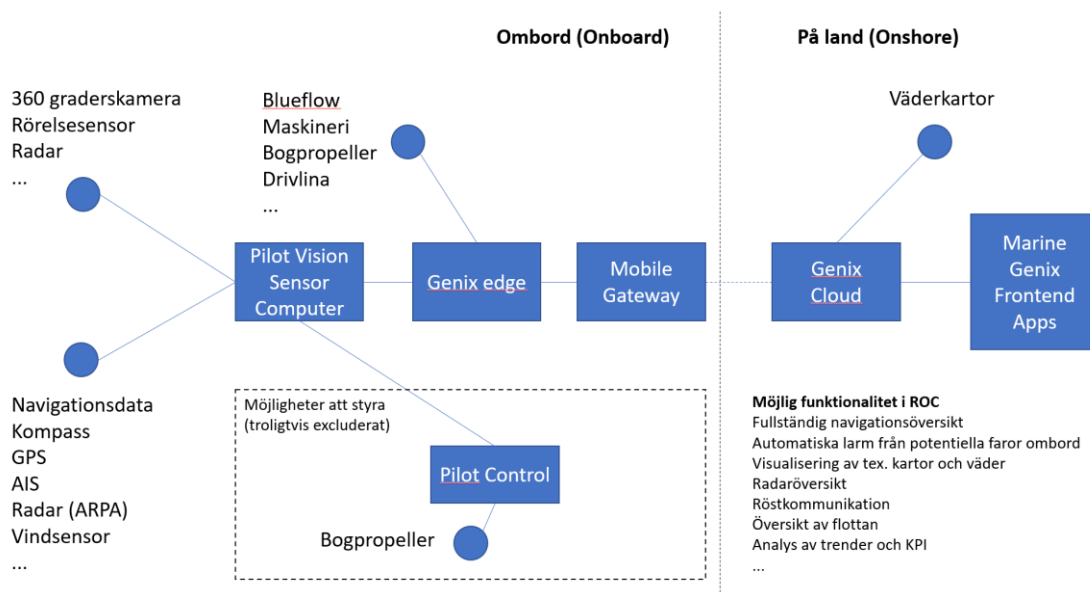 Ombord (Onboard)
På land (Onshore)
360 graderskamera
Rörelsesensor
Radar
...
Blueflow
Maskineri
Bogpropeller
Drivlina
...
Väderkartor
Pilot Vision
Sensor
Computer
Genix edge
Mobile
Gateway
Genix
Cloud
Marine
Genix
Frontend
Apps
Navigationsdata
Kompass
GPS
AIS
Radar (ARPA)
Vindsensor
...
Möjligheter att styra
(troligtvis excluderat)
Pilot Control
Bogpropeller
Möjlig funktionalitet i ROC
Fullständig navigationsöversikt
Automatiska larm från potentiella faror ombord
Visualisering av tex. kartor och väder
Radaröversikt
Röstkommunikation
Översikt av flottan
Analys av trender och KPI
...